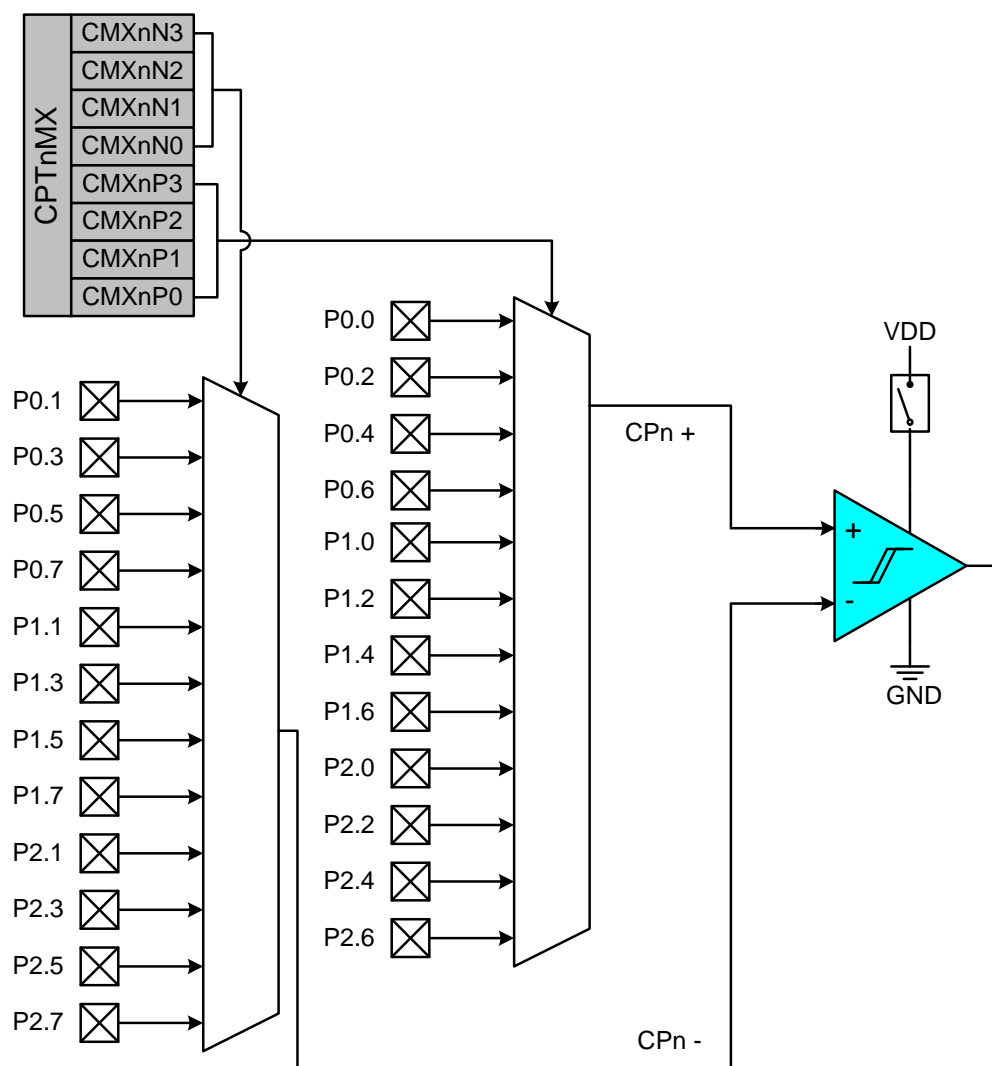 CPTnMX
CMXnN3
CMXnN2
CMXnN1
CMXnN0
CMXnP3
CMXnP2
CMXnP1
CMXnP0
P0.1
P0.3
P0.5
P0.7
P1.1
P1.3
P1.5
P1.7
P2.1
P2.3
P2.5
P2.7
P0.0
P0.2
P0.4
P0.6
P1.0
P1.2
P1.4
P1.6
P2.0
P2.2
P2.4
P2.6
CPn +
CPn -
VDD
+
-
GND